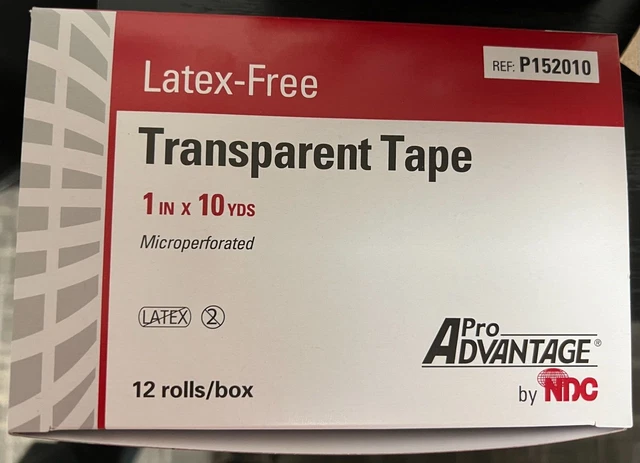 Latex-Free
REF: P152010
Transparent Tape
1 IN X 10 YDS
Microperforated
LATEX 2
Pro
ADVANTAGE®
by NDC
12 rolls/box